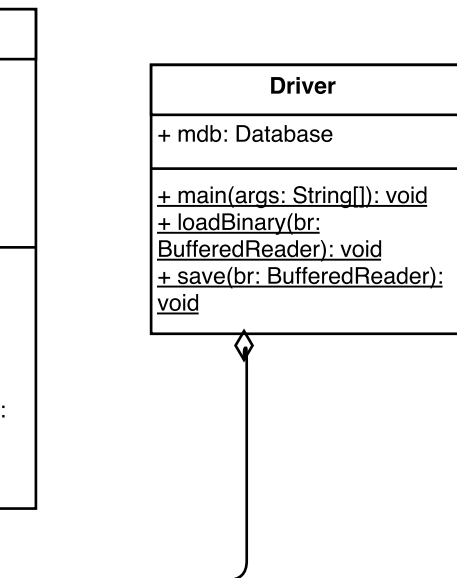 Driver
+ mdb: Database
+ main(args: String[]): void
+ loadBinary(br:
BufferedReader): void
+ save(br: BufferedReader):
void
: